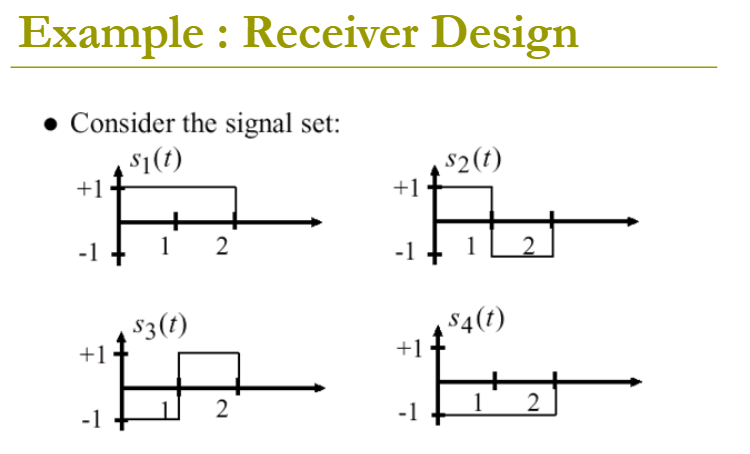 Example : Receiver Design
● Consider the signal set:
s1(t)
+1
-1
1 2
s2(t)
+1
-1
1 2
s3(t)
+1
-1
1 2
s4(t)
+1
-1
1 2